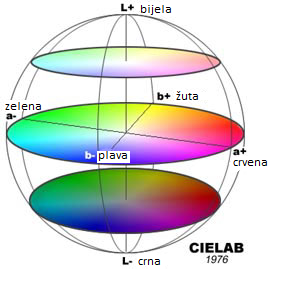 L+ bijela
b+ žuta
zelena
a-
b- plava
a+
crvena
L- crna
CIELAB
1976